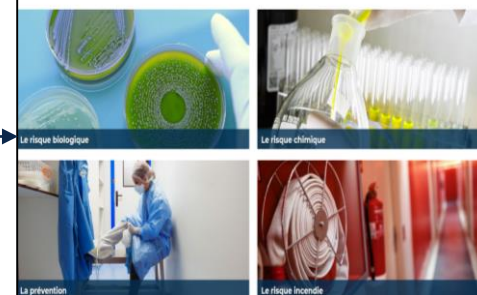 Le risque biologique
Le risque chimique
La prévention
Le risque incendie